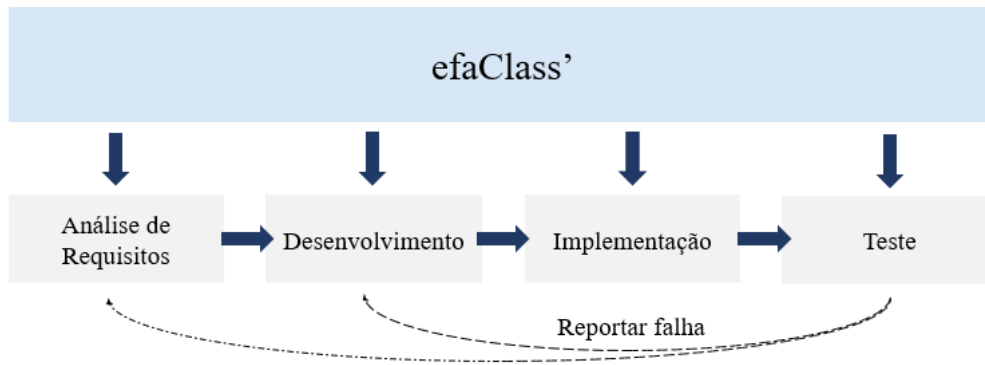 efaClass’
Análise de
Requisitos
Desenvolvimento
Implementação
Teste
Reportar falha